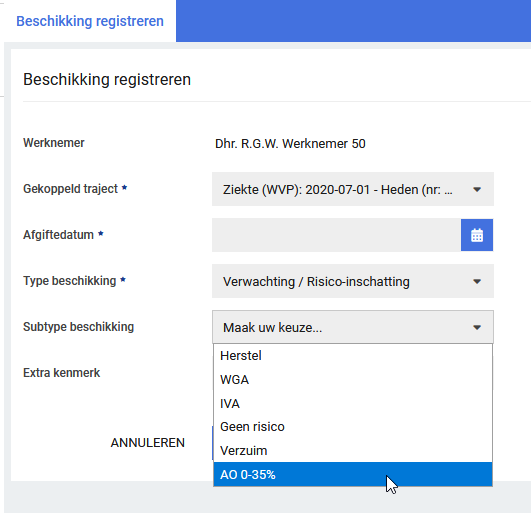 Beschikking registreren
Beschikking registreren
Werknemer Dhr. R.G.W. Werknemer 50
Gekoppeld traject * Ziekte (WVP): 2020-07-01 - Heden (nr: ...
Afgiftedatum *
Type beschikking * Verwachting / Risico-inschatting
Subtype beschikking Maak uw keuze...
Extra kenmerk
Herstel
WGA
IVA
Geen risico
Verzuim
AO 0-35%
ANNULEREN